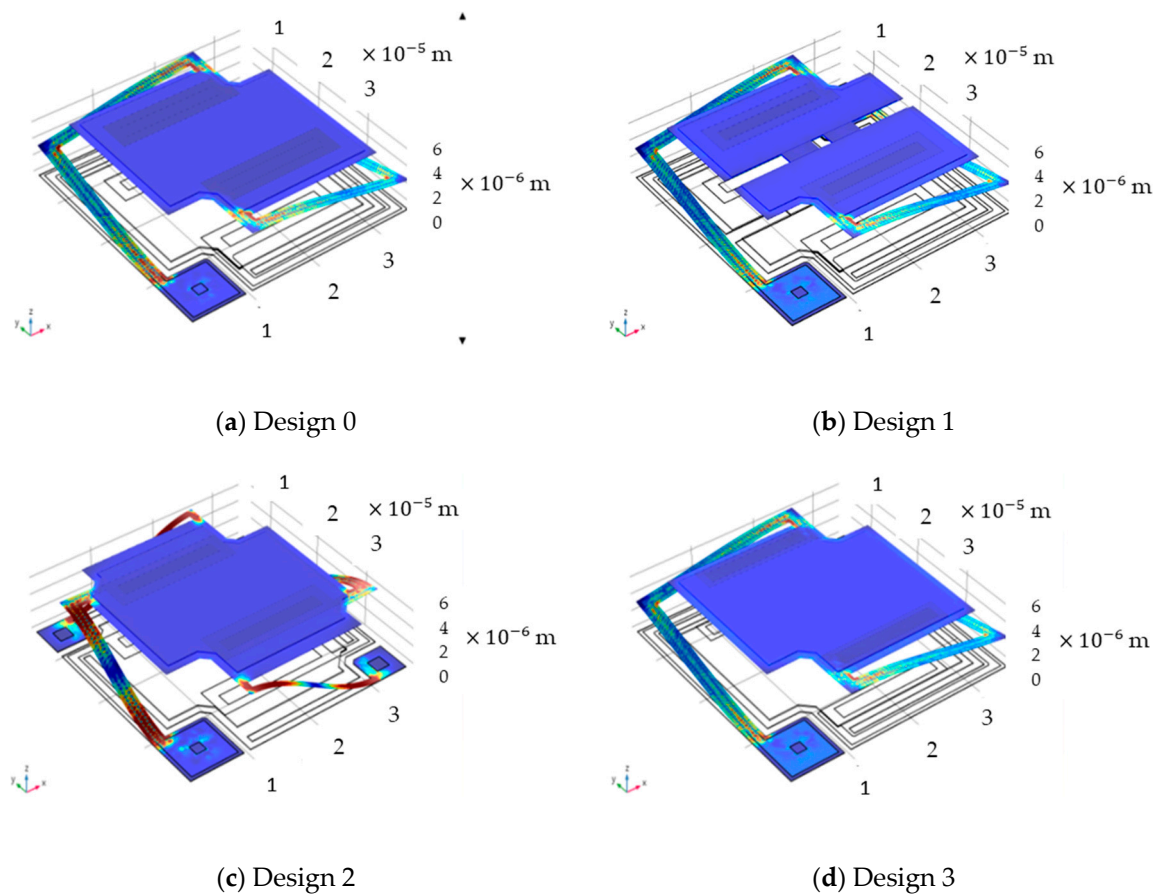 1
2 × 10⁻⁵ m
3
6
4 × 10⁻⁶ m
2
0
3
2
1
z
y x
(a) Design 0
1
2 × 10⁻⁵ m
3
6
4 × 10⁻⁶ m
2
0
3
2
1
z
y x
(b) Design 1
1
2 × 10⁻⁵ m
3
6
4 × 10⁻⁶ m
2
0
3
2
1
z
y x
(c) Design 2
1
2 × 10⁻⁵ m
3
6
4 × 10⁻⁶ m
2
0
3
2
1
z
y x
(d) Design 3